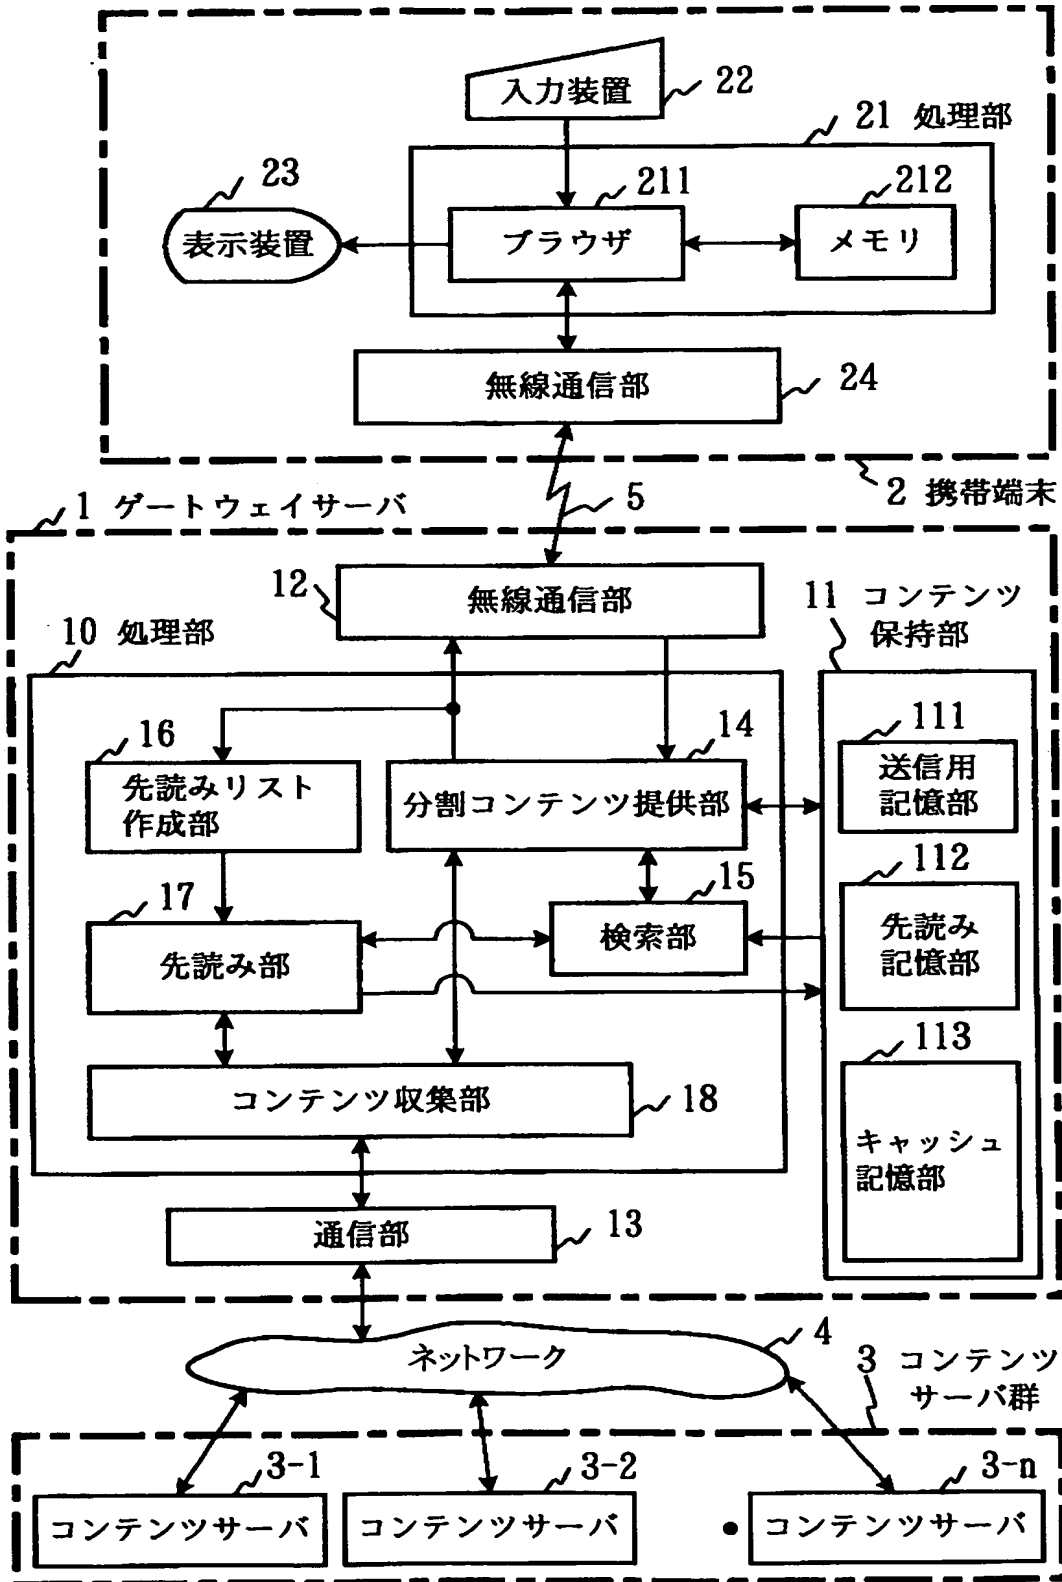 入力装置
22
21 処理部
23
211
212
表示装置
ブラウザ
メモリ
無線通信部
24
2 携帯端末
5
1 ゲートウェイサーバ
12
無線通信部
11 コンテンツ
保持部
10 処理部
16
14
111
先読みリスト
作成部
分割コンテンツ提供部
送信用
記憶部
17
15
112
先読み部
検索部
先読み
記憶部
113
コンテンツ収集部
18
キャッシュ
記憶部
通信部
13
ネットワーク
4
3 コンテンツ
サーバ群
3-1
3-2
3-n
コンテンツサーバ
コンテンツサーバ
コンテンツサーバ